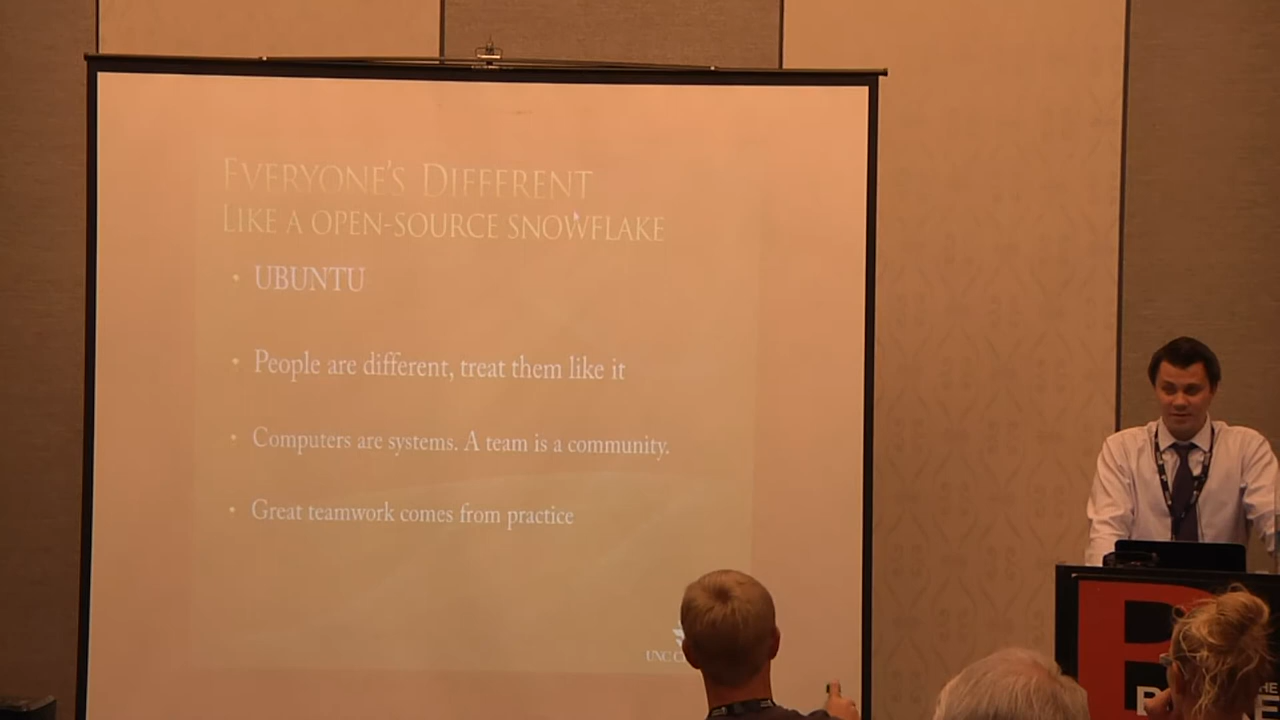 EVERYONE'S DIFFERENT
LIKE A OPEN-SOURCE SNOWFLAKE
• UBUNTU
• People are different, treat them like it
• Computers are systems. A team is a community.
• Great teamwork comes from practice
UNC